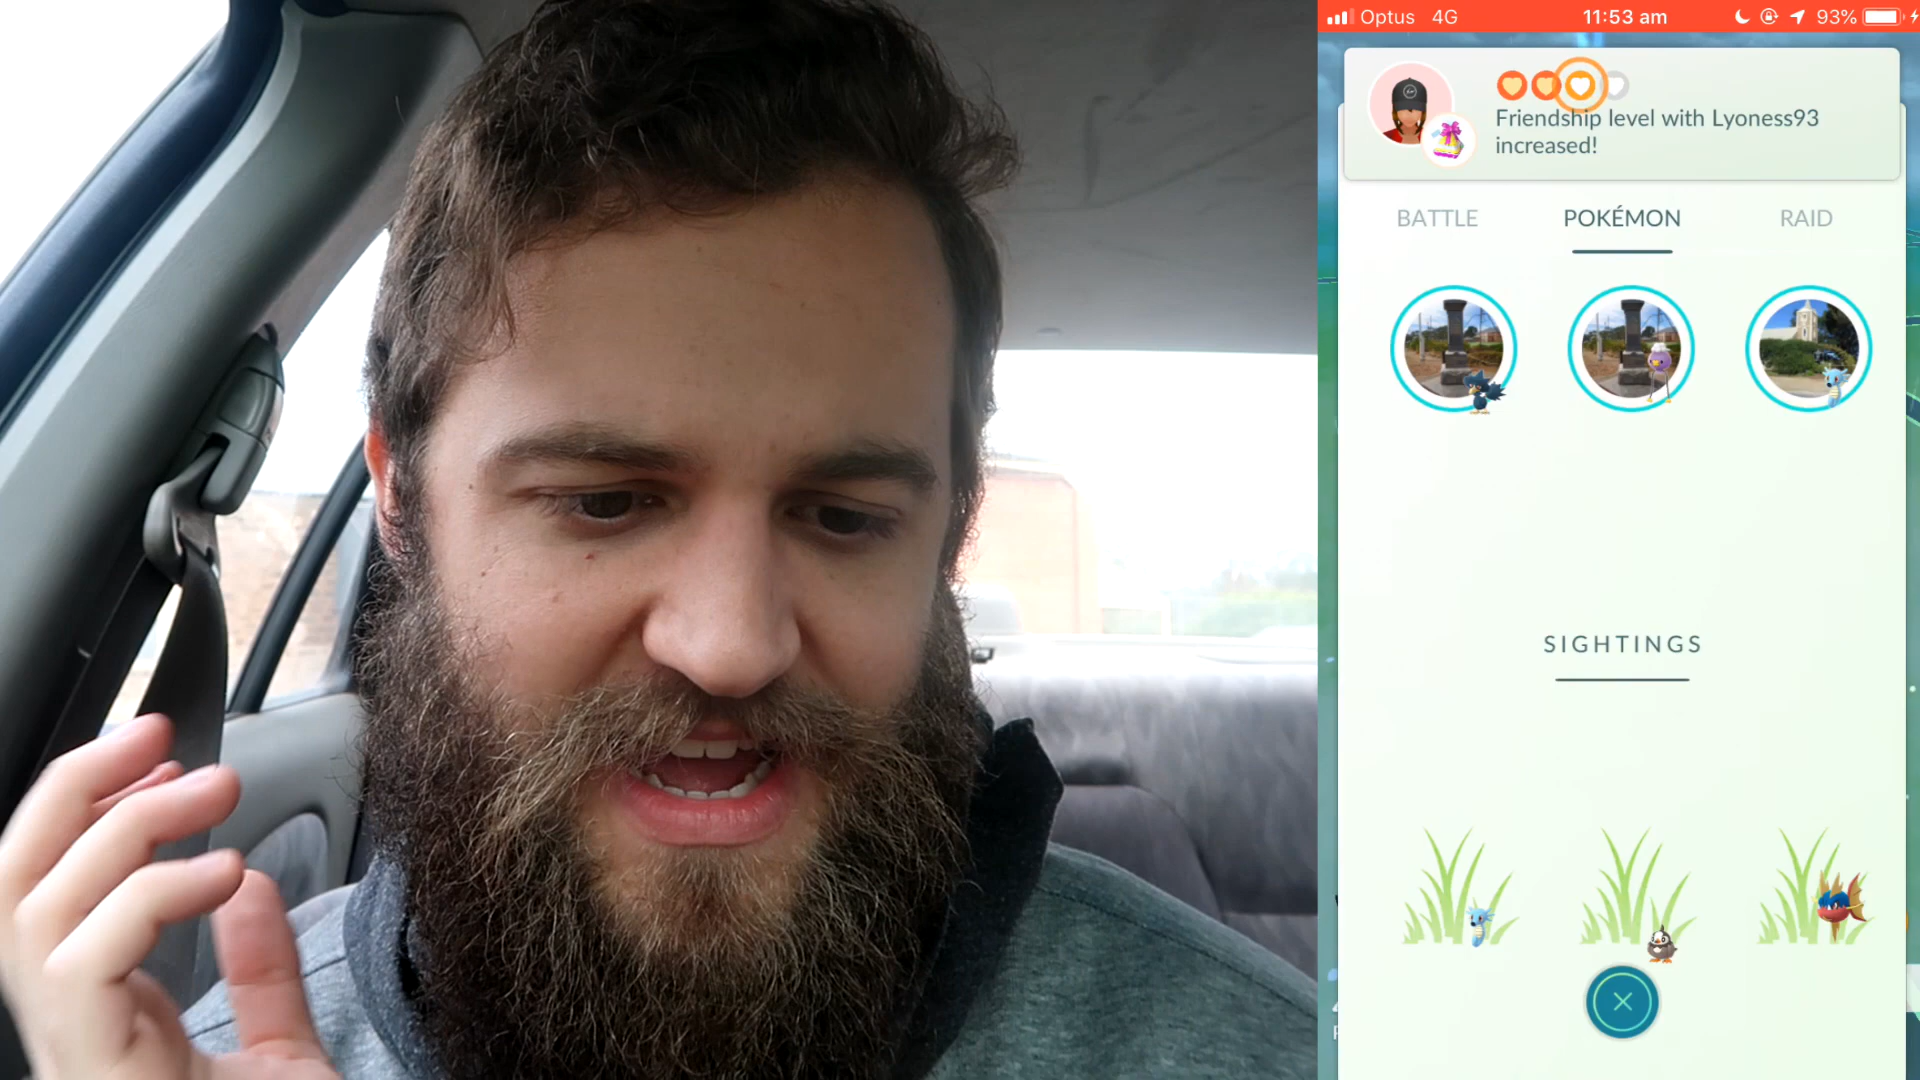 Optus 4G 11:53 am 93%
Friendship level with Lyoness93
increased!
BATTLE POKÉMON RAID
SIGHTINGS